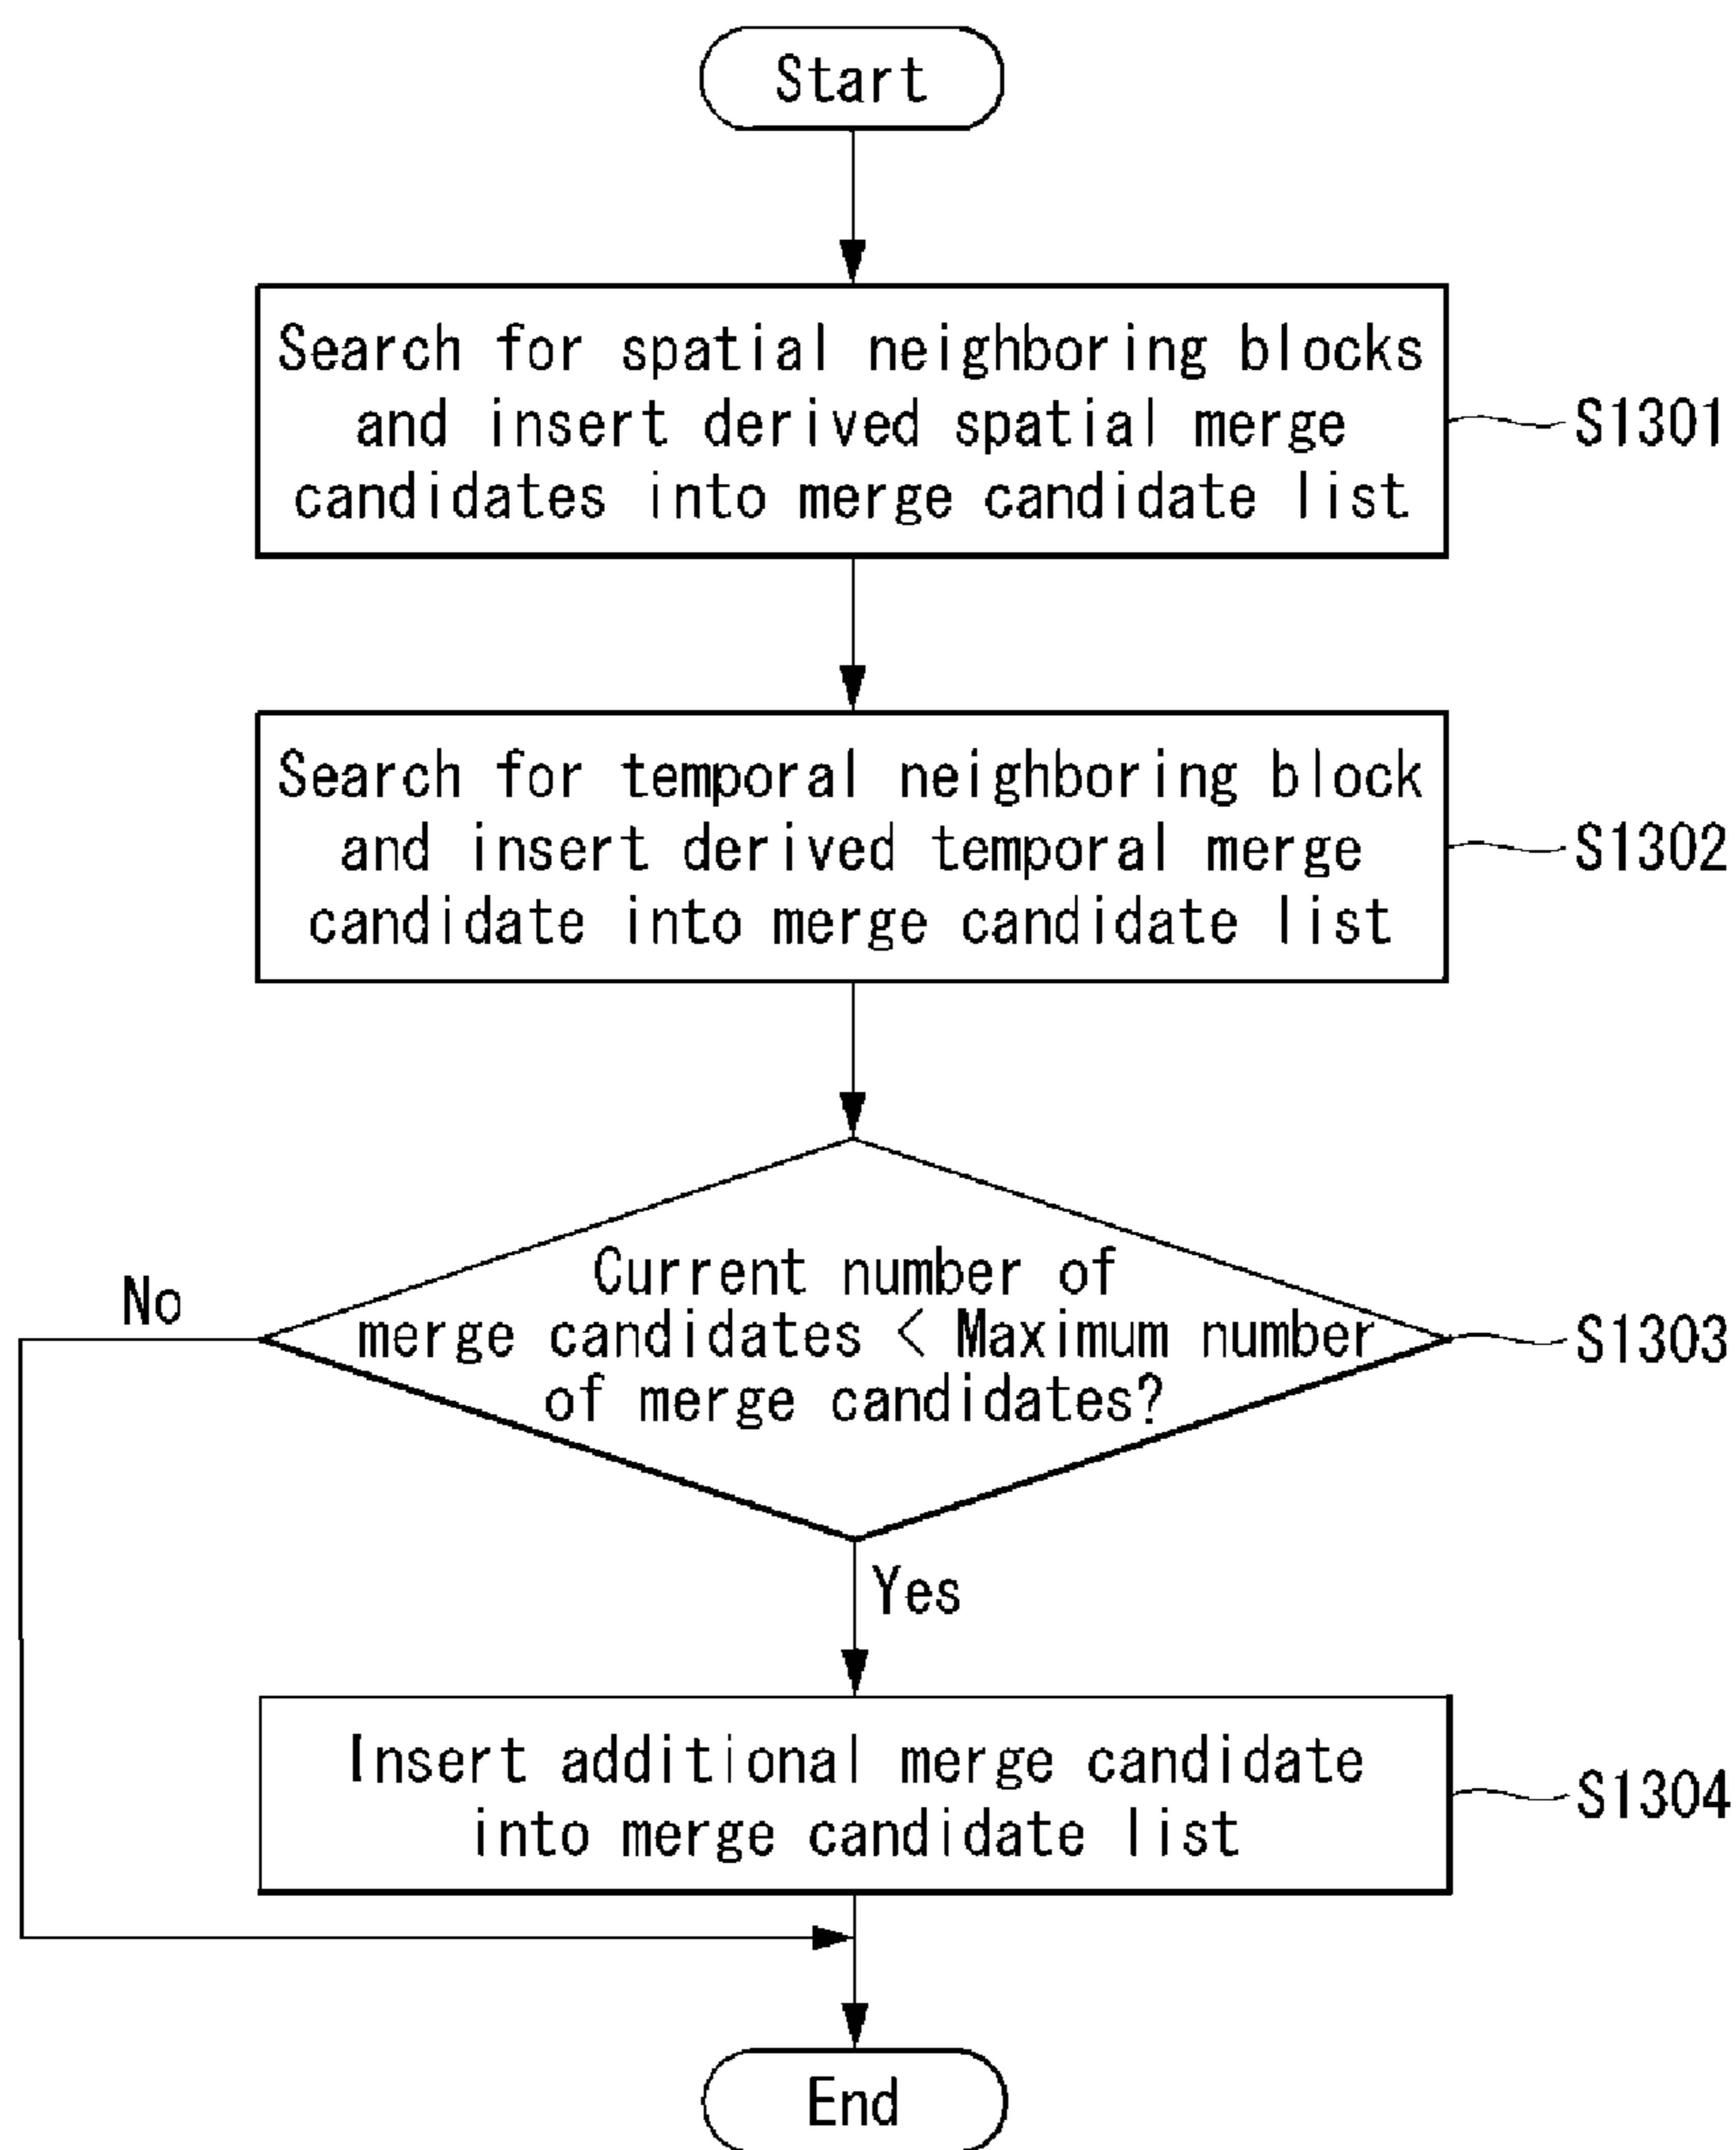 Start
Search for spatial neighboring blocks
and insert derived spatial merge
candidates into merge candidate list
S1301
Search for temporal neighboring block
and insert derived temporal merge
candidate into merge candidate list
S1302
Current number of
merge candidates < Maximum number
of merge candidates?
S1303
No
Yes
Insert additional merge candidate
into merge candidate list
S1304
End